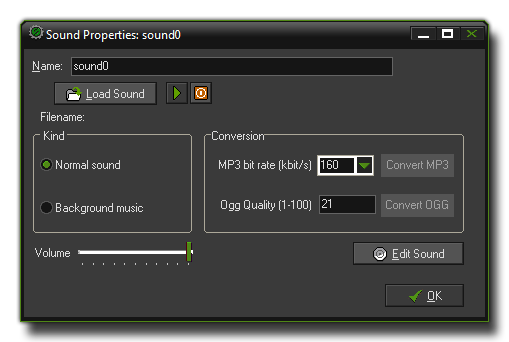 Sound Properties: sound0
Name: sound0
Load Sound
Filename:
Kind
Normal sound
Background music
Conversion
MP3 bit rate (kbit/s) 160 Convert MP3
Ogg Quality (1-100) 21 Convert OGG
Volume
Edit Sound
OK